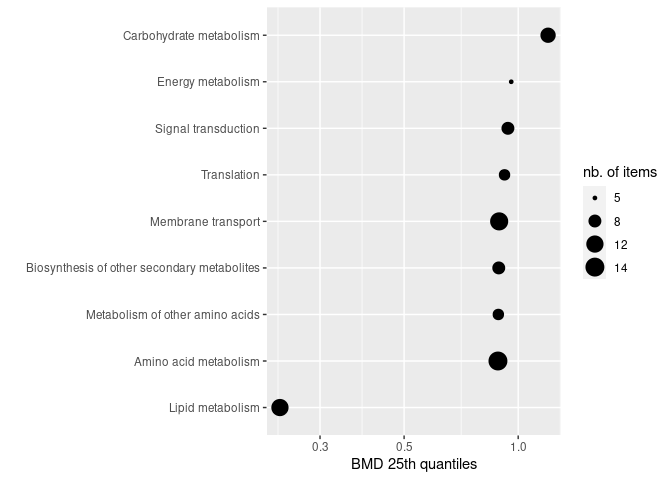 Carbohydrate metabolism
Energy metabolism
Signal transduction
Translation
Membrane transport
Biosynthesis of other secondary metabolites
Metabolism of other amino acids
Amino acid metabolism
Lipid metabolism
0.3 0.5 1.0
BMD 25th quantiles
nb. of items
5
8
12
14